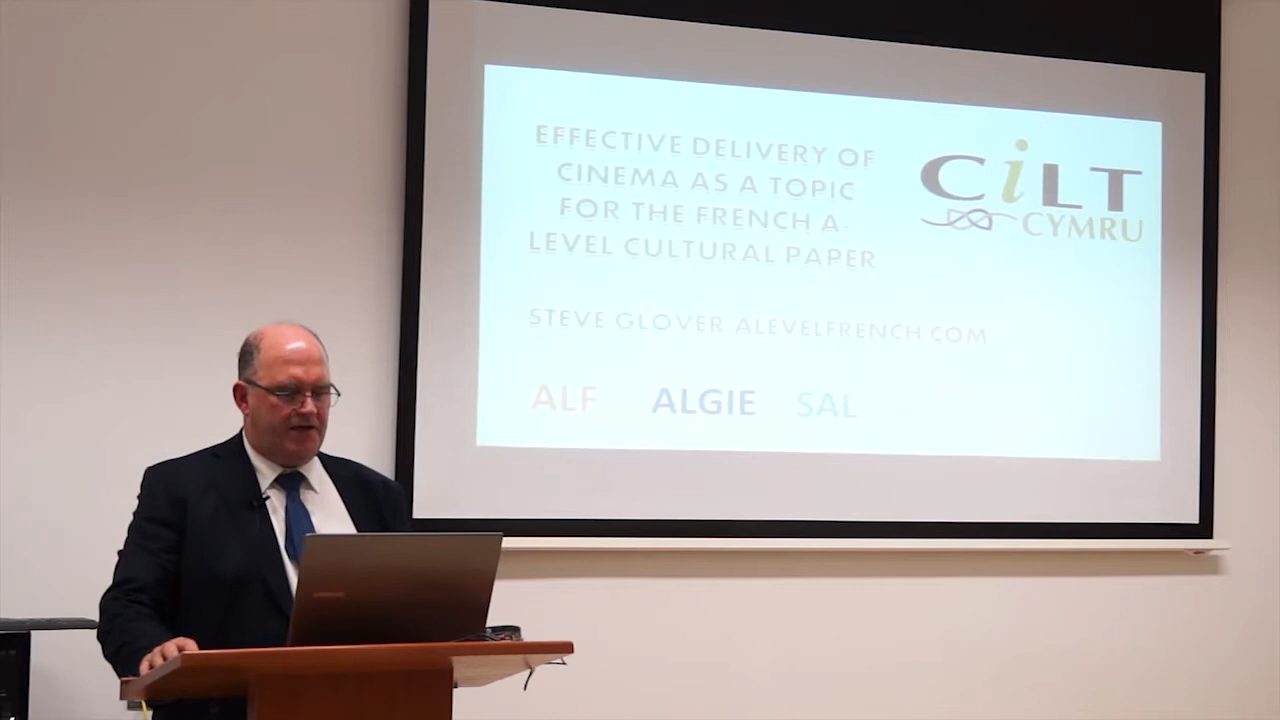 EFFECTIVE DELIVERY OF
CINEMA AS A TOPIC
FOR THE FRENCH A-
LEVEL CULTURAL PAPER
CiLT
CYMRU
STEVE GLOVER ALEVELFRENCH.COM
ALF ALGIE SAL